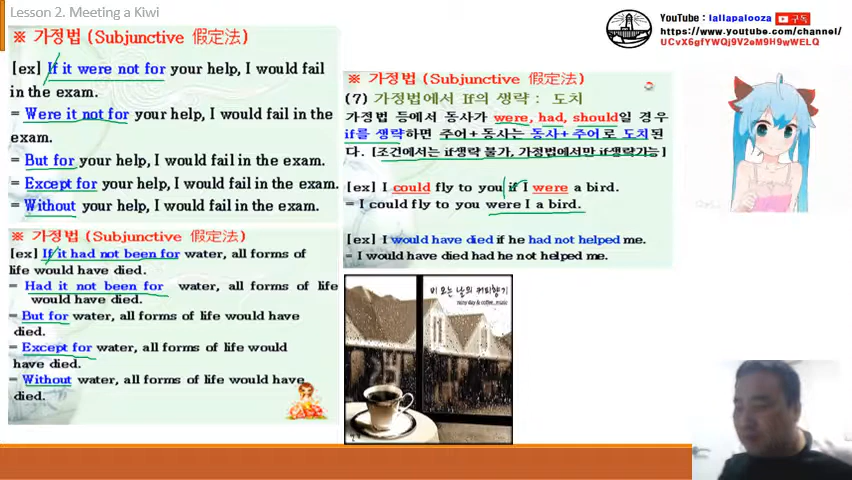 Lesson 2. Meeting a Kiwi
※ 가정법 (Subjunctive 假定法)
[ex] If it were not for your help, I would fail
in the exam.
= Were it not for your help, I would fail in the
exam.
= But for your help, I would fail in the exam.
= Except for your help, I would fail in the exam.
= Without your help, I would fail in the exam.
※ 가정법 (Subjunctive 假定法)
[ex] If it had not been for water, all forms of
life would have died.
= Had it not been for water, all forms of life
would have died.
= But for water, all forms of life would have
died.
= Except for water, all forms of life would
have died.
= Without water, all forms of life would have
died.
※ 가정법 (Subjunctive 假定法)
(7) 가정법에서 If의 생략 : 도치
가정법 등에서 동사가 were, had, should일 경우
if를 생략하면 주어+동사는 동사+주어로 도치된
다. [조건에서는 if생략 불가, 가정법에서만 if생략가능]
[ex] I could fly to you if I were a bird.
= I could fly to you were I a bird.
[ex] I would have died if he had not helped me.
= I would have died had he not helped me.
비 오는 날의 커피향기
rainy day & coffee_music
YouTube : lallapalooza 구독
https://www.youtube.com/channel/
UCvX6gfYWQj9V2eM9H9wWELQ